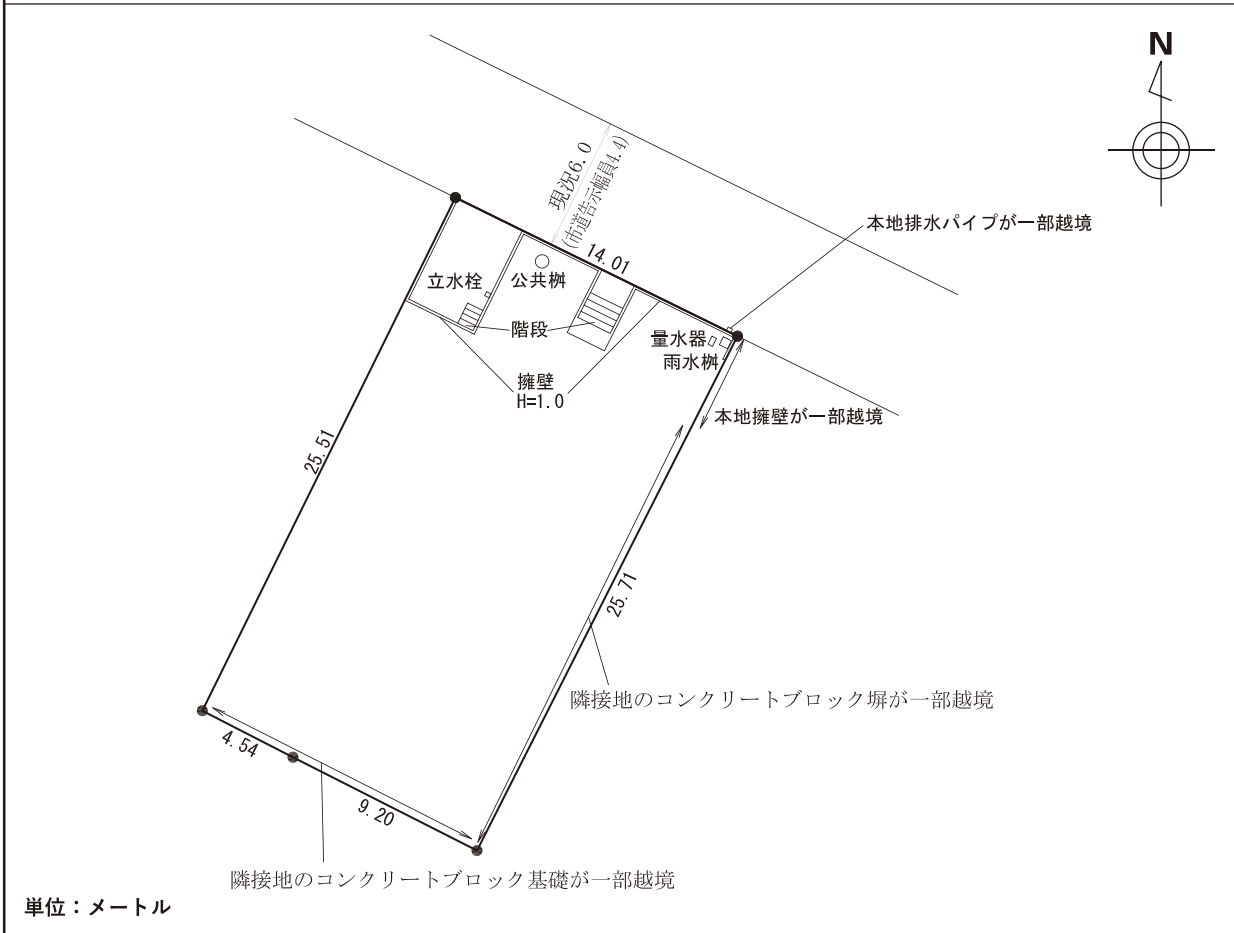 N
現況6.0
(市道告示幅員4.4)
本地排水パイプが一部越境
14.01
立水栓
公共桝
階段
量水器
雨水桝
擁壁
H=1.0
本地擁壁が一部越境
25.51
25.71
隣接地のコンクリートブロック塀が一部越境
4.54
9.20
隣接地のコンクリートブロック基礎が一部越境
単位：メートル